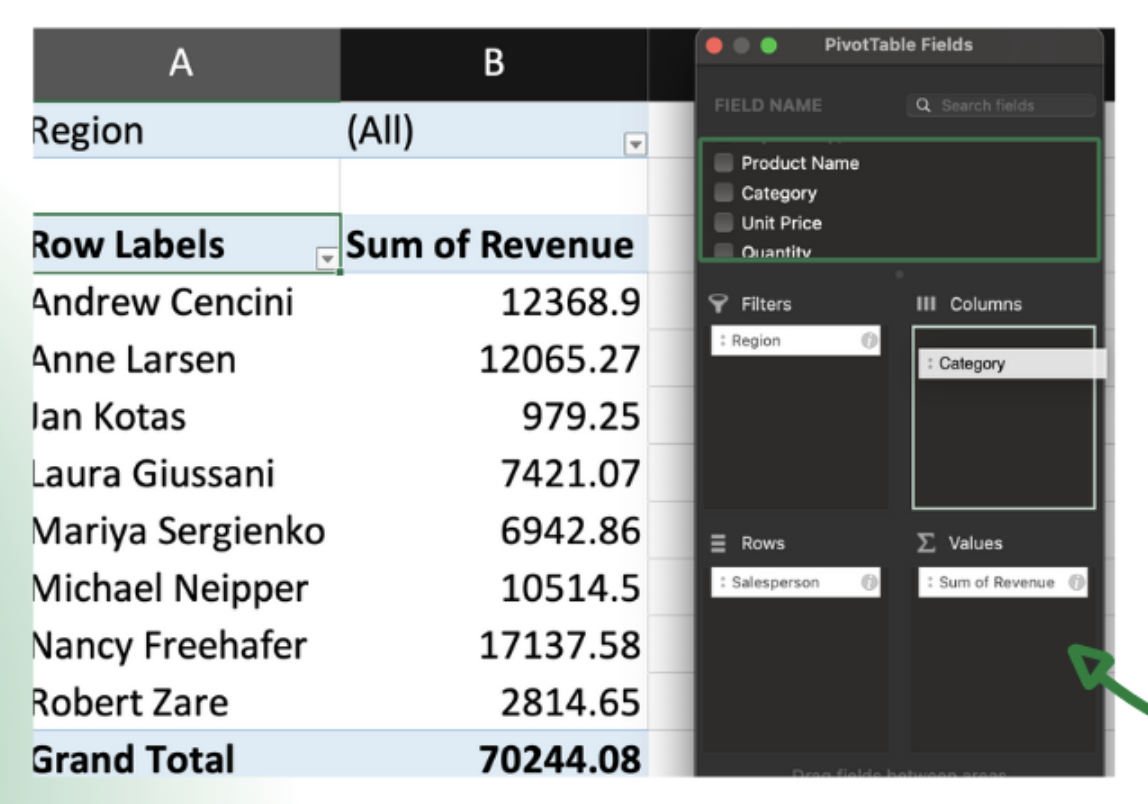 A B
Region (All)
Row Labels Sum of Revenue
Andrew Cencini 12368.9
Anne Larsen 12065.27
Jan Kotas 979.25
Laura Giussani 7421.07
Mariya Sergienko 6942.86
Michael Neipper 10514.5
Nancy Freehafer 17137.58
Robert Zare 2814.65
Grand Total 70244.08
PivotTable Fields
FIELD NAME Search fields
Product Name
Category
Unit Price
Quantity
Filters
: Region
Columns
: Category
Rows
: Salesperson
Values
: Sum of Revenue
Drag fields between areas